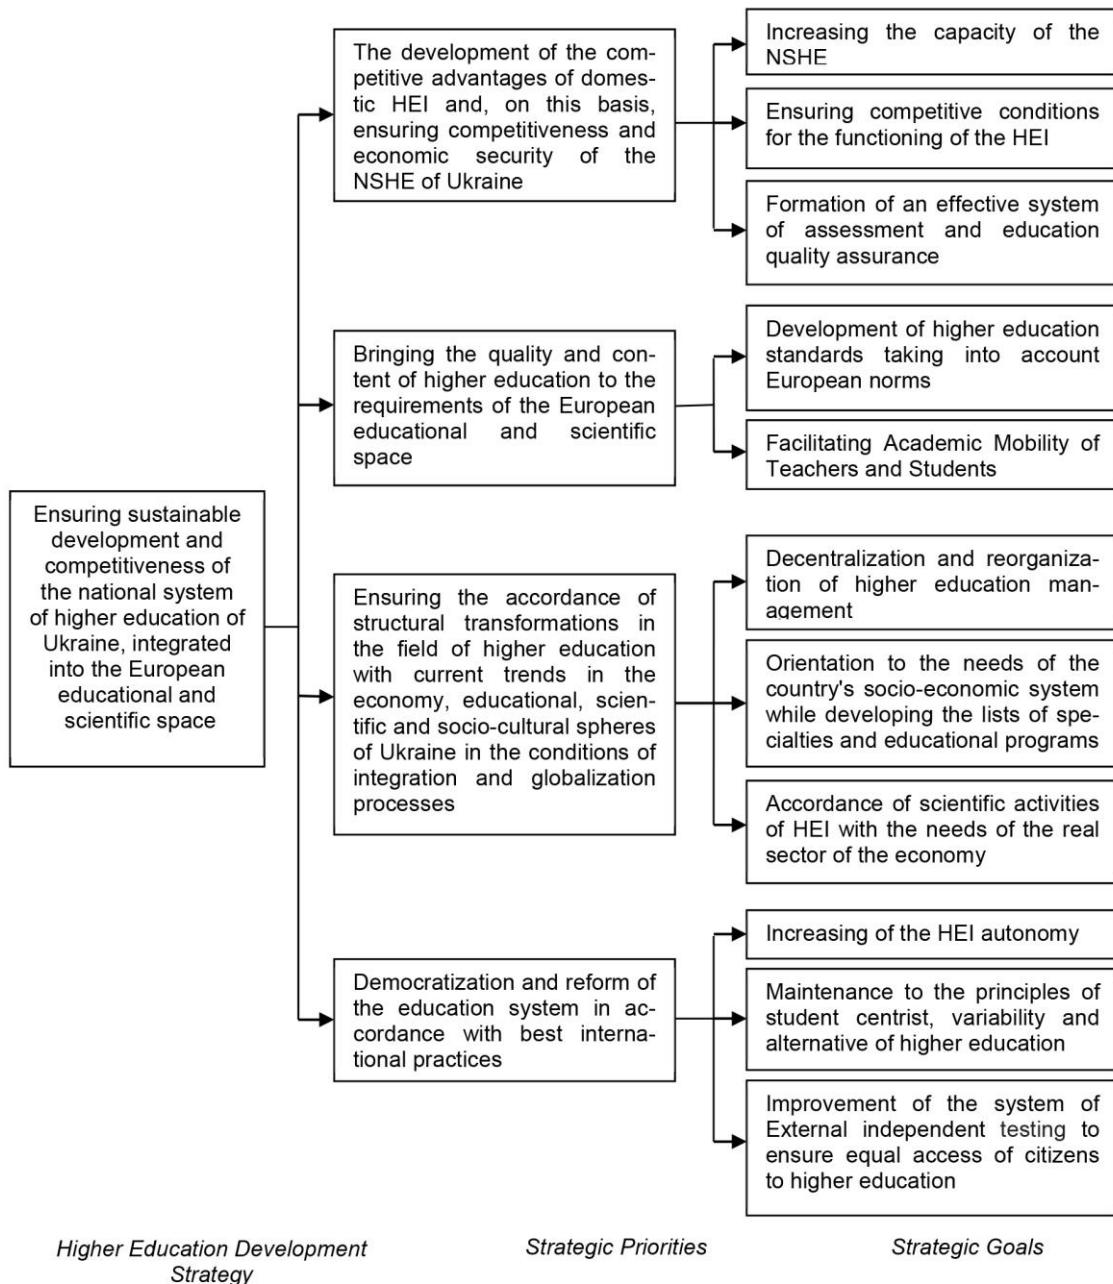 Ensuring sustainable
development and
competitiveness of
the national system
of higher education of
Ukraine, integrated
into the European
educational and
scientific space
The development of the com-
petitive advantages of domes-
tic HEI and, on this basis,
ensuring competitiveness and
economic security of the
NSHE of Ukraine
Increasing the capacity of the
NSHE
Ensuring competitive conditions
for the functioning of the HEI
Formation of an effective system
of assessment and education
quality assurance
Bringing the quality and con-
tent of higher education to the
requirements of the European
educational and scientific
space
Development of higher education
standards taking into account
European norms
Facilitating Academic Mobility of
Teachers and Students
Ensuring the accordance of
structural transformations in
the field of higher education
with current trends in the
economy, educational, scien-
tific and socio-cultural spheres
of Ukraine in the conditions of
integration and globalization
processes
Decentralization and reorganiza-
tion of higher education man-
agement
Orientation to the needs of the
country's socio-economic system
while developing the lists of spe-
cialties and educational programs
Accordance of scientific activities
of HEI with the needs of the real
sector of the economy
Democratization and reform of
the education system in ac-
cordance with best interna-
tional practices
Increasing of the HEI autonomy
Maintenance to the principles of
student centrist, variability and
alternative of higher education
Improvement of the system of
External independent testing to
ensure equal access of citizens
to higher education
Higher Education Development
Strategy
Strategic Priorities
Strategic Goals